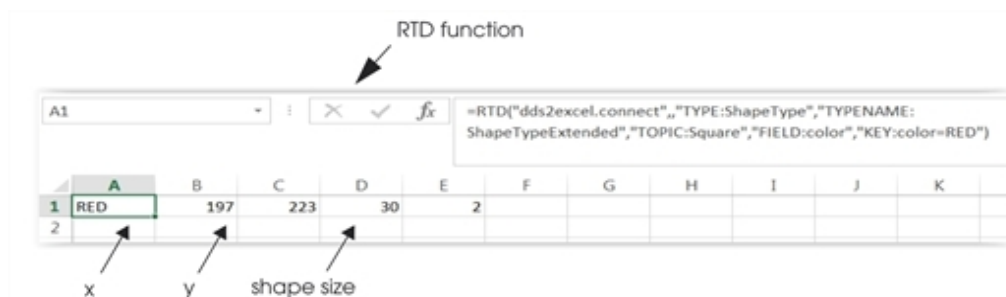 RTD function
A1 fx =RTD("dds2excel.connect",,"TYPE:ShapeType","TYPENAME:
ShapeTypeExtended","TOPIC:Square","FIELD:color","KEY:color=RED")
A B C D E F G H I J K
1 RED 197 223 30 2
2
x y shape size